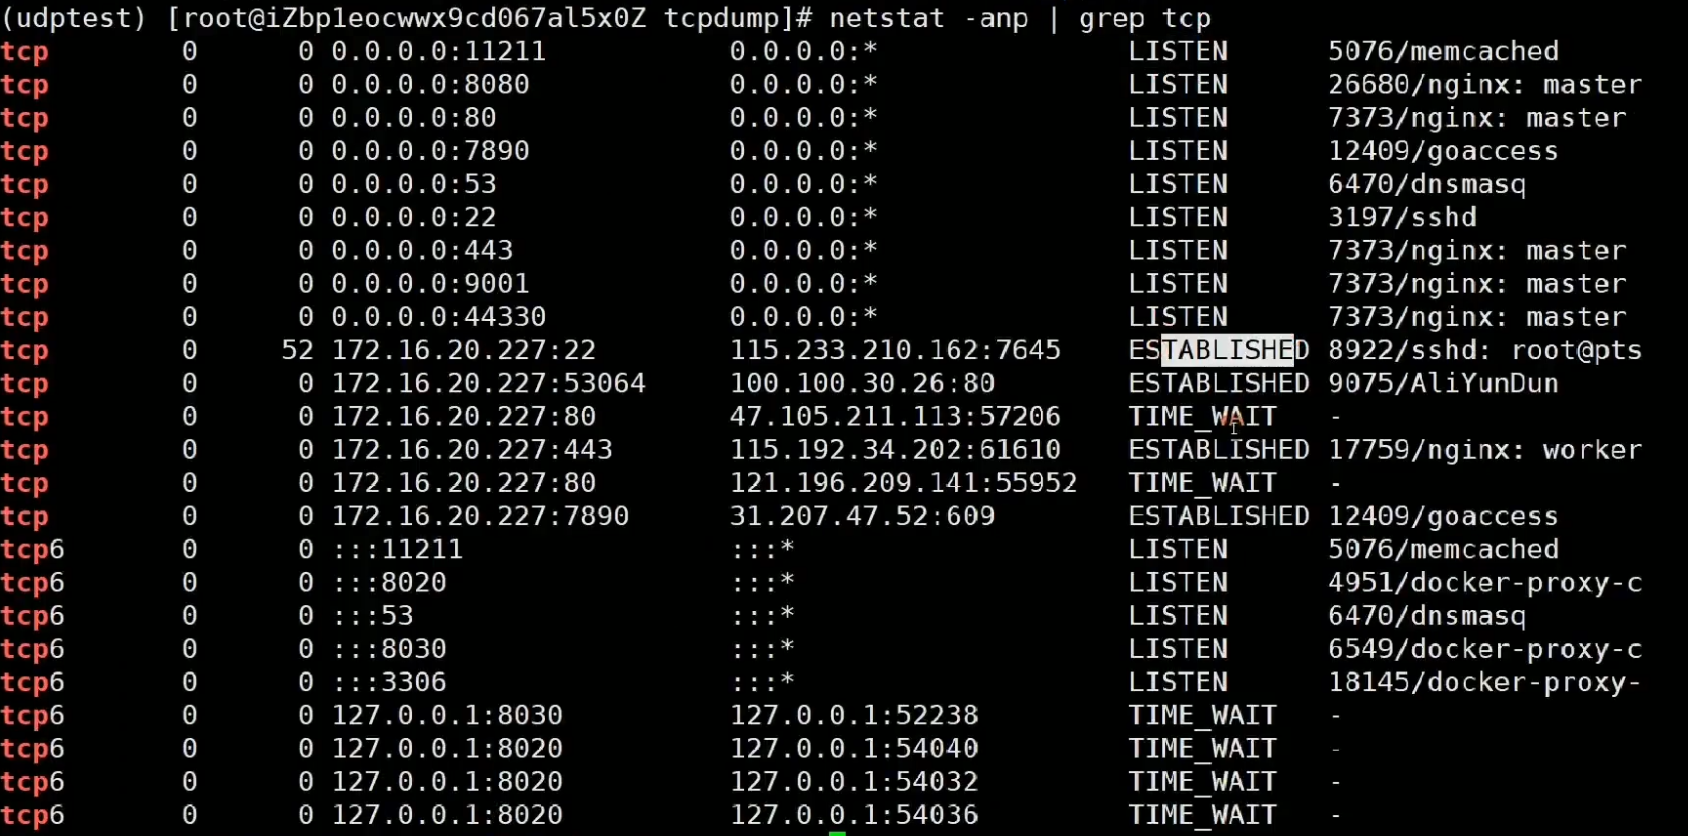 (udptest) [root@iZbp1eocwwx9cd067al5x0Z tcpdump]# netstat -anp | grep tcp
tcp 0 0 0.0.0.0:11211 0.0.0.0:* LISTEN 5076/memcached
tcp 0 0 0.0.0.0:8080 0.0.0.0:* LISTEN 26680/nginx: master
tcp 0 0 0.0.0.0:80 0.0.0.0:* LISTEN 7373/nginx: master
tcp 0 0 0.0.0.0:7890 0.0.0.0:* LISTEN 12409/goaccess
tcp 0 0 0.0.0.0:53 0.0.0.0:* LISTEN 6470/dnsmasq
tcp 0 0 0.0.0.0:22 0.0.0.0:* LISTEN 3197/sshd
tcp 0 0 0.0.0.0:443 0.0.0.0:* LISTEN 7373/nginx: master
tcp 0 0 0.0.0.0:9001 0.0.0.0:* LISTEN 7373/nginx: master
tcp 0 0 0.0.0.0:44330 0.0.0.0:* LISTEN 7373/nginx: master
tcp 0 52 172.16.20.227:22 115.233.210.162:7645 ESTABLISHED 8922/sshd: root@pts
tcp 0 0 172.16.20.227:53064 100.100.30.26:80 ESTABLISHED 9075/AliYunDun
tcp 0 0 172.16.20.227:80 47.105.211.113:57206 TIME_WAIT -
tcp 0 0 172.16.20.227:443 115.192.34.202:61610 ESTABLISHED 17759/nginx: worker
tcp 0 0 172.16.20.227:80 121.196.209.141:55952 TIME_WAIT -
tcp 0 0 172.16.20.227:7890 31.207.47.52:609 ESTABLISHED 12409/goaccess
tcp6 0 0 :::11211 :::* LISTEN 5076/memcached
tcp6 0 0 :::8020 :::* LISTEN 4951/docker-proxy-c
tcp6 0 0 :::53 :::* LISTEN 6470/dnsmasq
tcp6 0 0 :::8030 :::* LISTEN 6549/docker-proxy-c
tcp6 0 0 :::3306 :::* LISTEN 18145/docker-proxy-
tcp6 0 0 127.0.0.1:8030 127.0.0.1:52238 TIME_WAIT -
tcp6 0 0 127.0.0.1:8020 127.0.0.1:54040 TIME_WAIT -
tcp6 0 0 127.0.0.1:8020 127.0.0.1:54032 TIME_WAIT -
tcp6 0 0 127.0.0.1:8020 127.0.0.1:54036 TIME_WAIT -